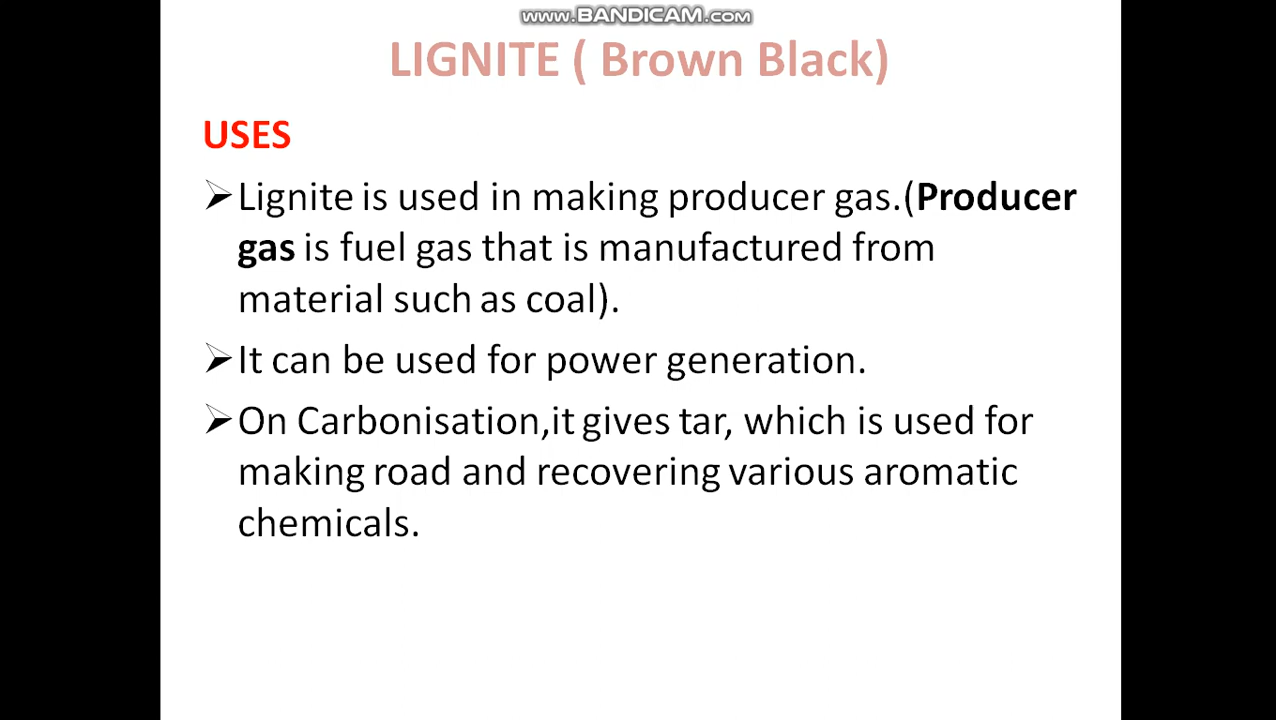 www.BANDICAM.com
LIGNITE ( Brown Black)
USES
➢Lignite is used in making producer gas.(Producer
gas is fuel gas that is manufactured from
material such as coal).
➢It can be used for power generation.
➢On Carbonisation,it gives tar, which is used for
making road and recovering various aromatic
chemicals.